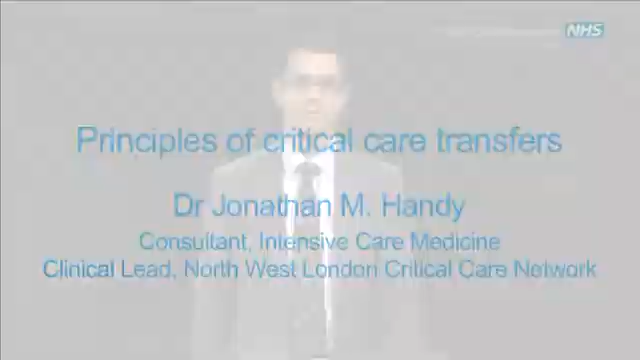 NHS
Principles of critical care transfers
Dr Jonathan M. Handy
Consultant, Intensive Care Medicine
Clinical Lead, North West London Critical Care Network